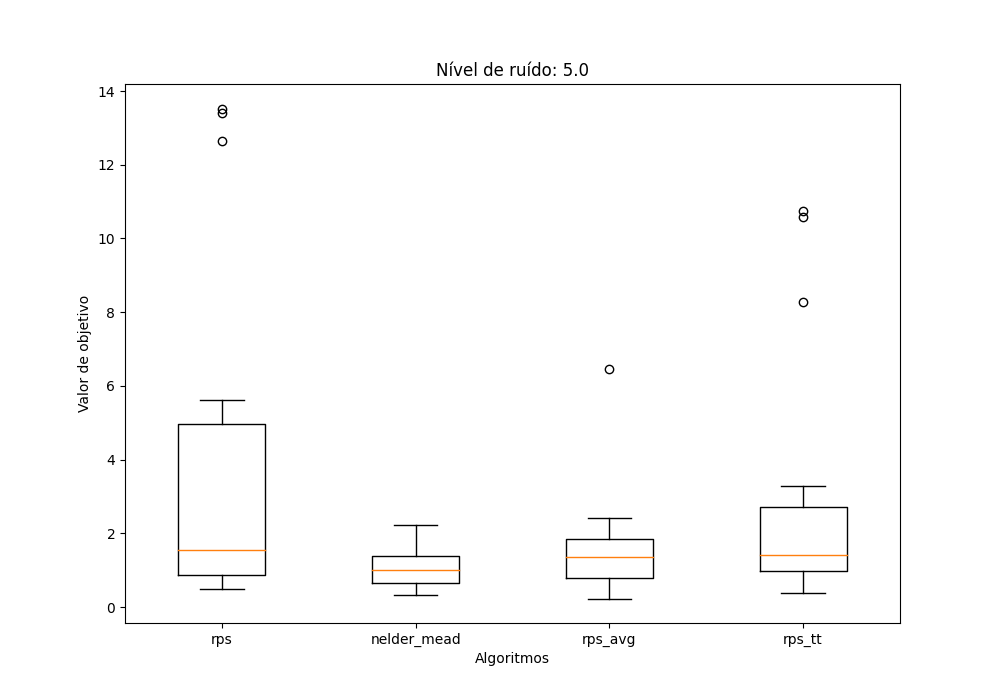 Nível de ruído: 5.0
14
12
10
8
6
4
2
0
Valor de objetivo
rps
nelder_mead
rps_avg
rps_tt
Algoritmos